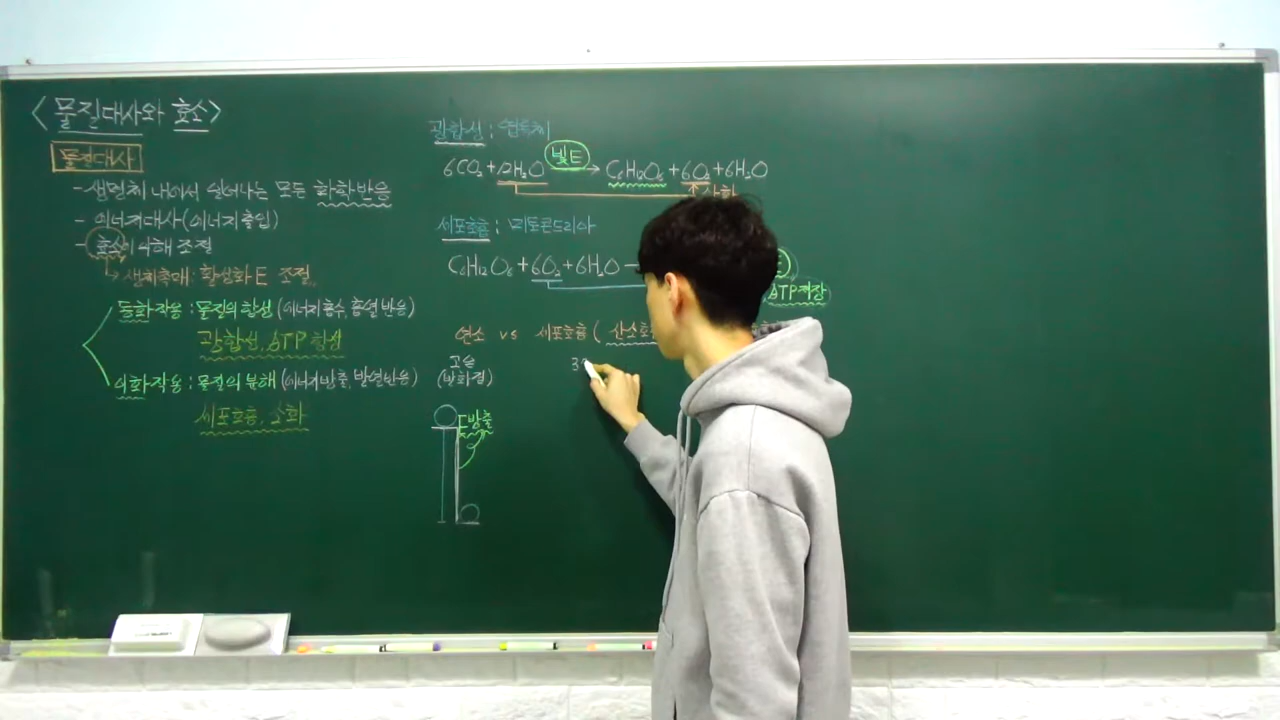 <물질대사와 효소>
물질대사
- 생명체 내에서 일어나는 모든 화학반응
- 에너지대사(에너지출입)
- 효소에 의해 조절
→ 생체촉매: 활성화E 조절
동화작용 : 물질의 합성 (에너지흡수, 흡열반응)
광합성, ATP합성
이화작용 : 물질의 분해 (에너지방출, 발열반응)
세포호흡, 소화
광합성 : 엽록체
6CO₂+12H₂O 빛E → C₆H₁₂O₆+6O₂+6H₂O
산화
세포호흡 : 미토콘드리아
C₆H₁₂O₆+6O₂+6H₂O
ATP저장
연소 vs 세포호흡 ( 산소호
고온
(발화점)
E방출